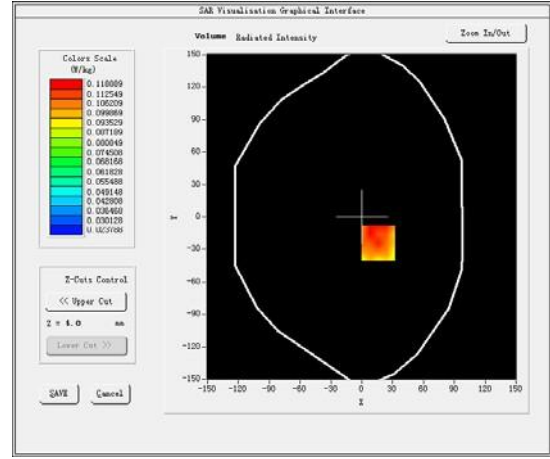 SAR Visualisation Graphical Interface
Volume Radiated Intensity
Zoom In/Out
Colors Scale
(W/kg)
0.118889
0.112549
0.106209
0.099869
0.093529
0.087189
0.080849
0.074508
0.068168
0.061828
0.055488
0.049148
0.042808
0.036468
0.030128
0.023788
Z-Cuts Control
<< Upper Cut
Z = 4.0 mm
Lower Cut >>
SAVE
Cancel
150
120
90
60
30
0
-30
-60
-90
-120
-150
Y
-150 -120 -90 -60 -30 0 30 60 90 120 150
X